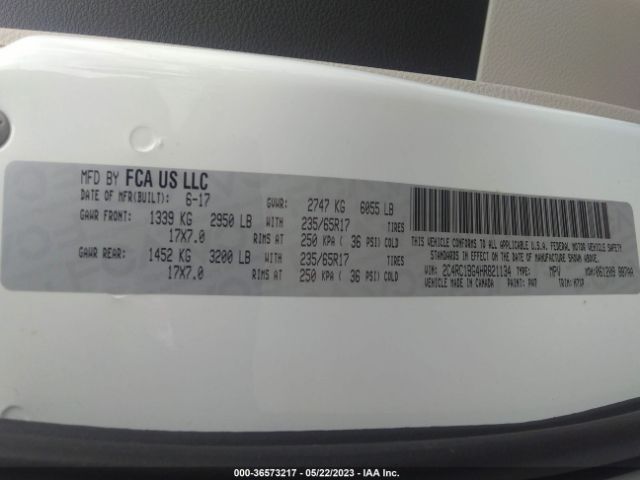 MFD BY FCA US LLC
DATE OF MFR(BUILT): 6-17 GVWR: 2747 KG 6055 LB
GAWR FRONT: 1339 KG 2950 LB WITH 235/65R17 TIRES
17X7.0 RIMS AT 250 KPA ( 36 PSI) COLD
GAWR REAR: 1452 KG 3200 LB WITH 235/65R17 TIRES
17X7.0 RIMS AT 250 KPA ( 36 PSI) COLD
THIS VEHICLE CONFORMS TO ALL APPLICABLE U.S.A. FEDERAL MOTOR VEHICLE SAFETY
STANDARDS IN EFFECT ON THE DATE OF MANUFACTURE SHOWN ABOVE.
VIN: 2C4RC1BG4HR821134 TYPE: MPV MDH:
VEHICLE MADE IN CANADA PAINT: PW7 TRIM:
000-36573217 - 05/22/2023 - IAA Inc.